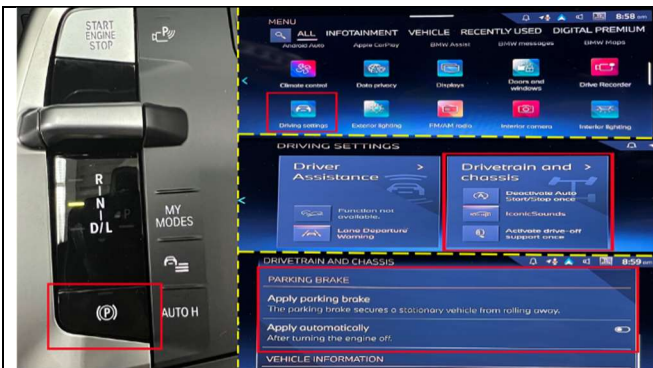 START
ENGINE
STOP
P
R
N
D/L
P
MY
MODES
(P)
AUTO H
MENU
8:58
ALL INFOTAINMENT VEHICLE RECENTLY USED DIGITAL PREMIUM
Android Auto Apple CarPlay BMW Assist BMW messages BMW Maps
Climate control Data privacy Displays Doors and windows Drive Recorder
Driving settings Exterior lighting FM/AM radio Interior camera Interior lighting
DRIVING SETTINGS
Driver
Assistance >
Function not
available.
Lane Departure
Warning
Drivetrain and >
chassis
Deactivate Auto
Start/Stop once
IconicSounds
Activate drive-off
support once
DRIVETRAIN AND CHASSIS
8:59
PARKING BRAKE
Apply parking brake
The parking brake secures a stationary vehicle from rolling away.
Apply automatically
After turning the engine off.
VEHICLE INFORMATION